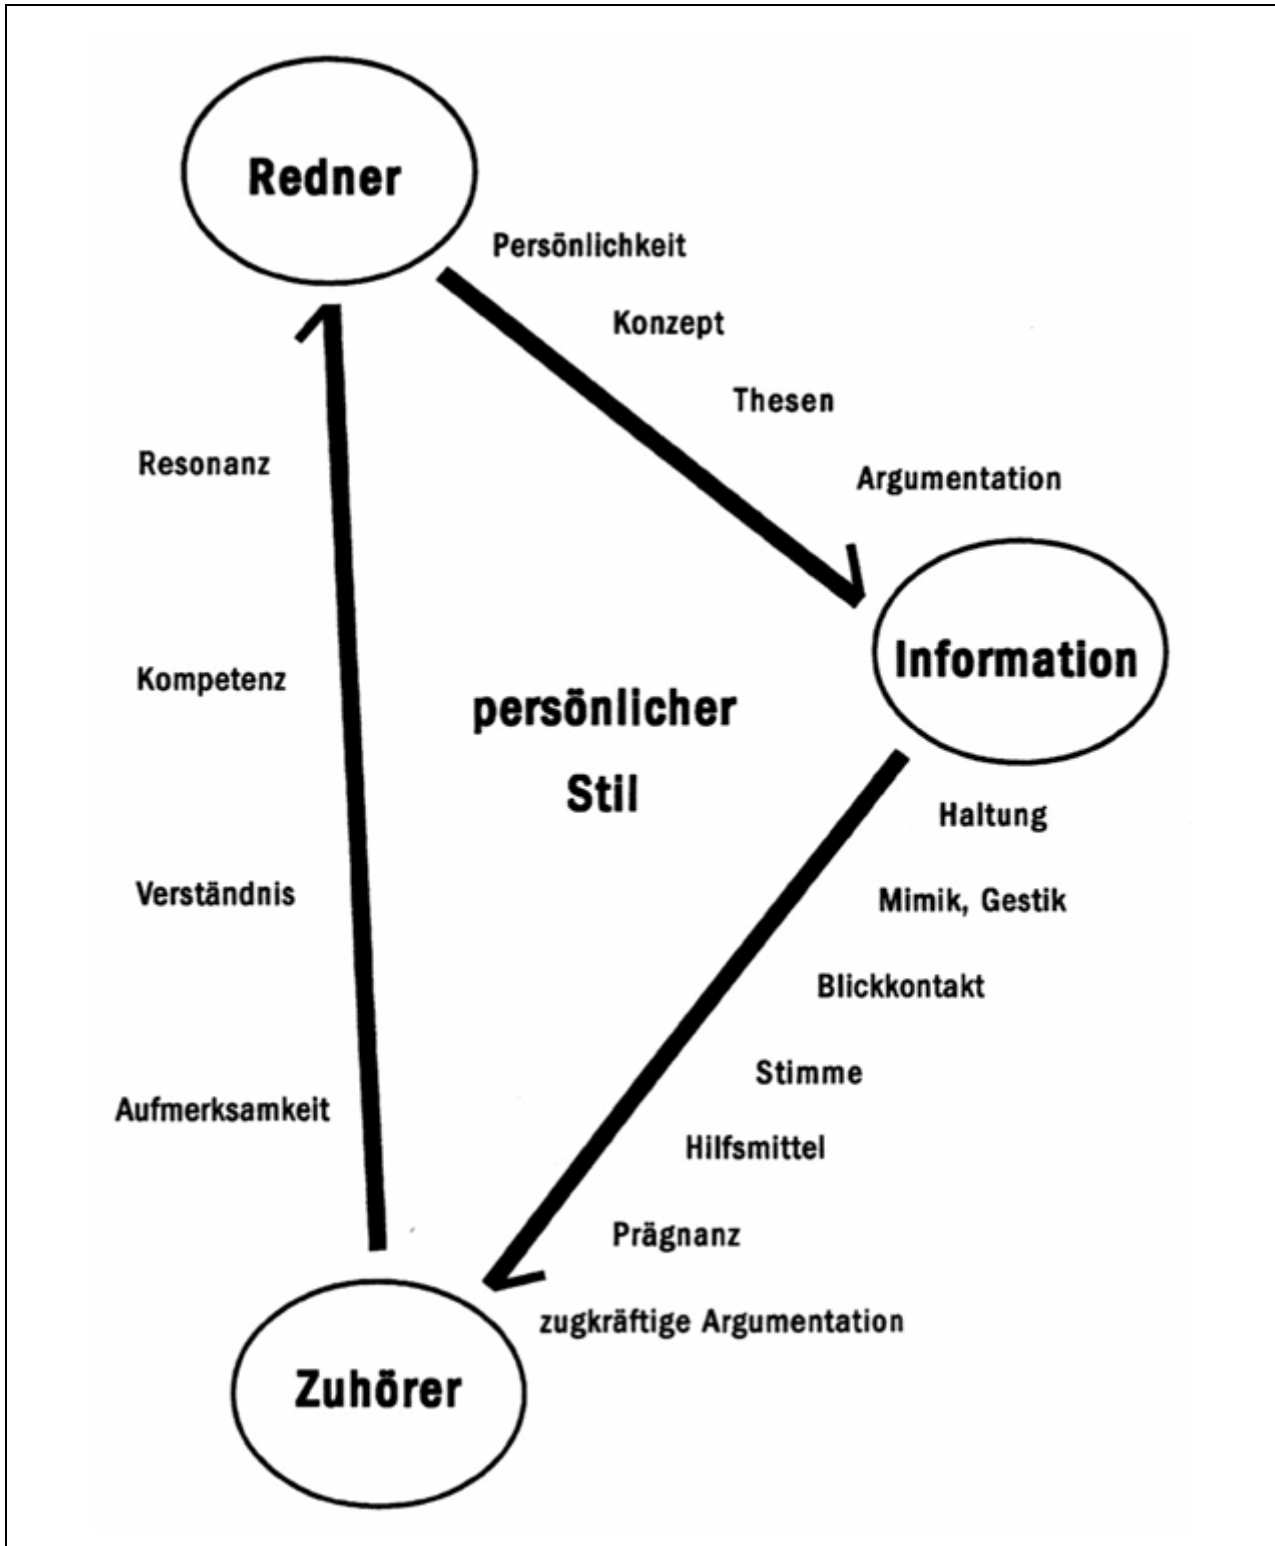 Redner
Persönlichkeit
Konzept
Thesen
Argumentation
Resonanz
Information
Kompetenz
persönlicher
Stil
Haltung
Verständnis
Mimik, Gestik
Blickkontakt
Stimme
Aufmerksamkeit
Hilfsmittel
Prägnanz
zugkräftige Argumentation
Zuhörer